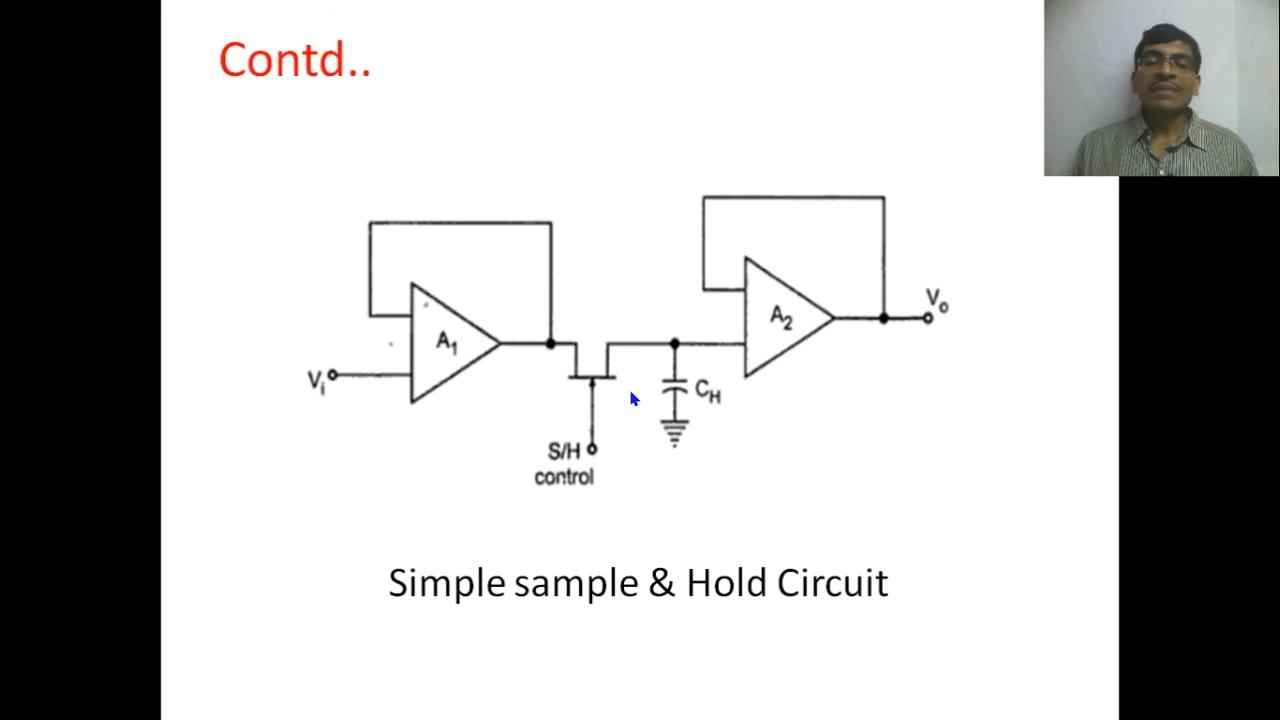 Contd..
A1
Vi
S/H
control
CH
A2
Vo
Simple sample & Hold Circuit